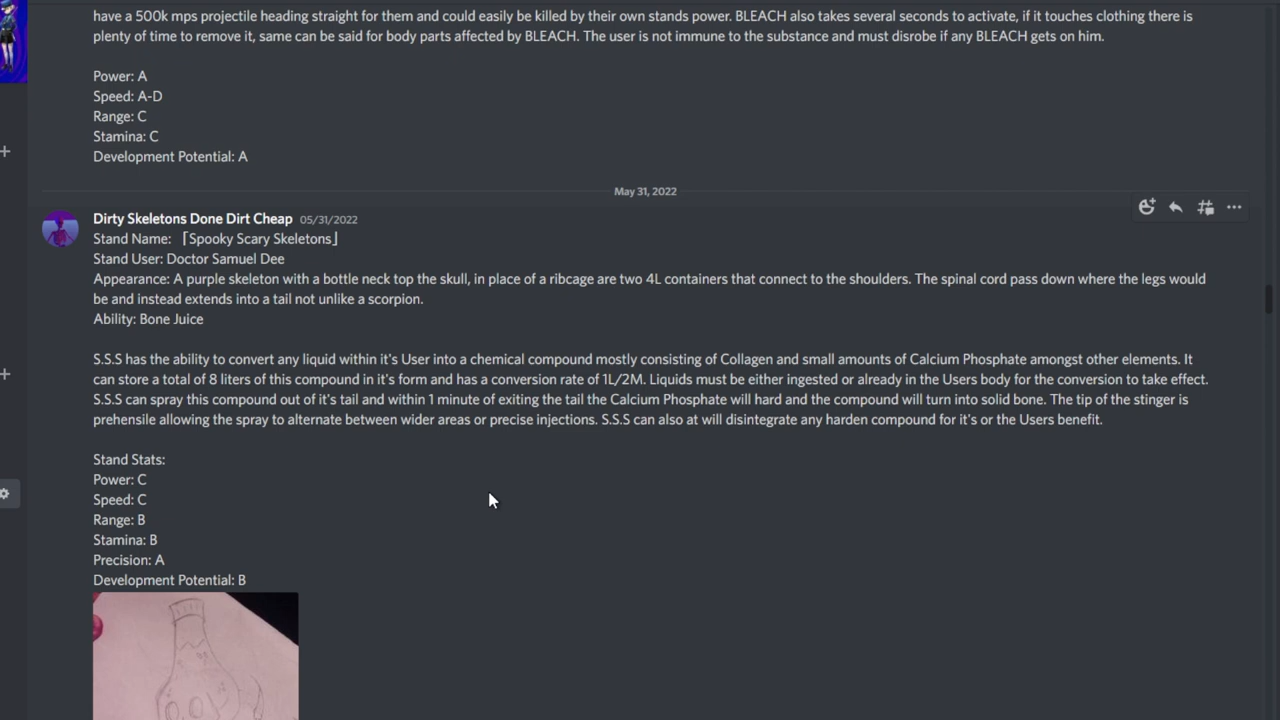 have a 500k mps projectile heading straight for them and could easily be killed by their own stands power. BLEACH also takes several seconds to activate, if it touches clothing there is
plenty of time to remove it, same can be said for body parts affected by BLEACH. The user is not immune to the substance and must disrobe if any BLEACH gets on him.
Power: A
Speed: A-D
Range: C
Stamina: C
Development Potential: A
May 31, 2022
Dirty Skeletons Done Dirt Cheap 05/31/2022
Stand Name: ｢Spooky Scary Skeletons｣
Stand User: Doctor Samuel Dee
Appearance: A purple skeleton with a bottle neck top the skull, in place of a ribcage are two 4L containers that connect to the shoulders. The spinal cord pass down where the legs would
be and instead extends into a tail not unlike a scorpion.
Ability: Bone Juice
S.S.S has the ability to convert any liquid within it's User into a chemical compound mostly consisting of Collagen and small amounts of Calcium Phosphate amongst other elements. It
can store a total of 8 liters of this compound in it's form and has a conversion rate of 1L/2M. Liquids must be either ingested or already in the Users body for the conversion to take effect.
S.S.S can spray this compound out of it's tail and within 1 minute of exiting the tail the Calcium Phosphate will hard and the compound will turn into solid bone. The tip of the stinger is
prehensile allowing the spray to alternate between wider areas or precise injections. S.S.S can also at will disintegrate any harden compound for it's or the Users benefit.
Stand Stats:
Power: C
Speed: C
Range: B
Stamina: B
Precision: A
Development Potential: B